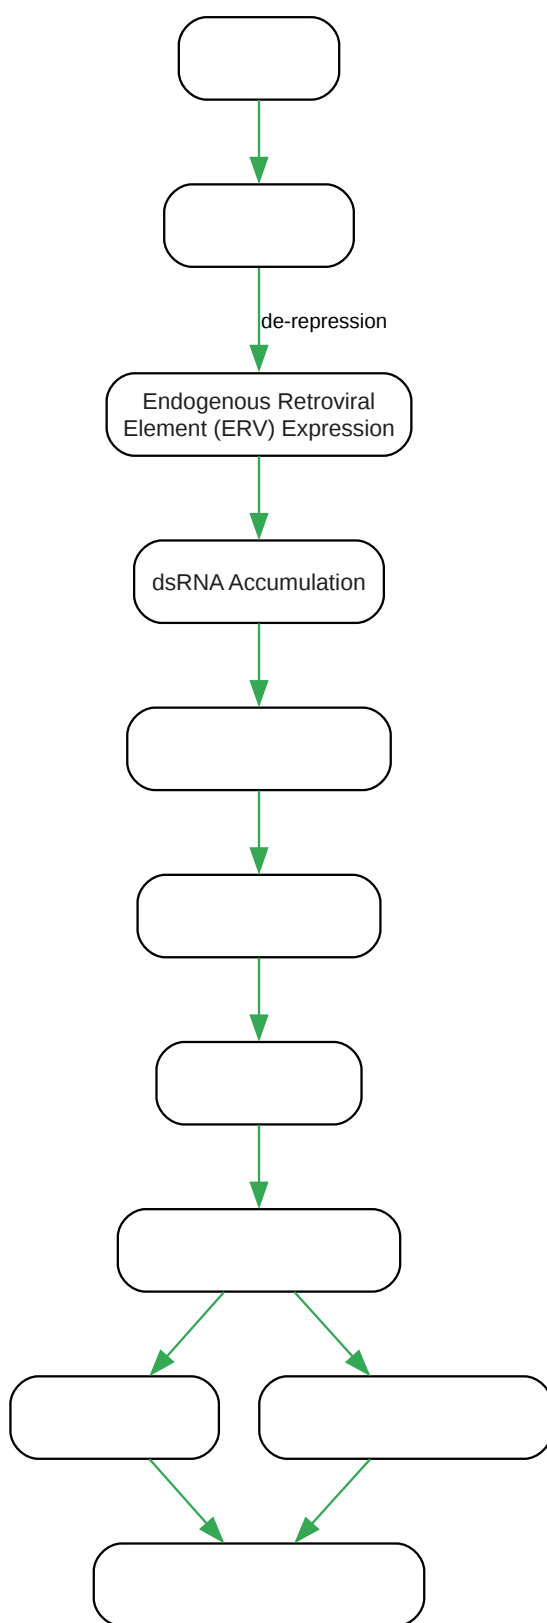 de-repression
Endogenous Retroviral
Element (ERV) Expression
dsRNA Accumulation